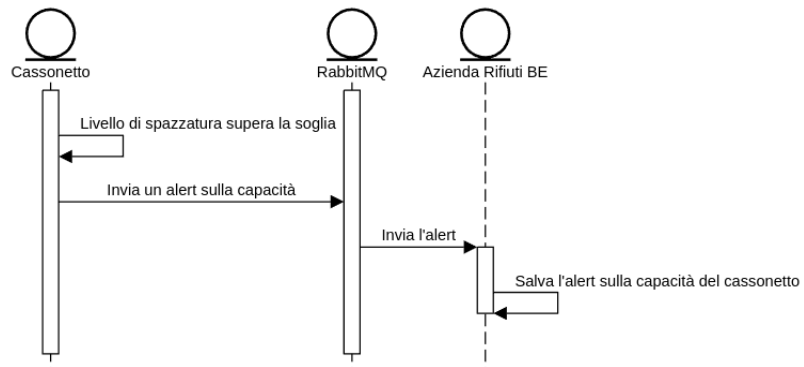 Cassonetto
RabbitMQ
Azienda Rifiuti BE
Livello di spazzatura supera la soglia
Invia un alert sulla capacità
Invia l'alert
Salva l'alert sulla capacità del cassonetto